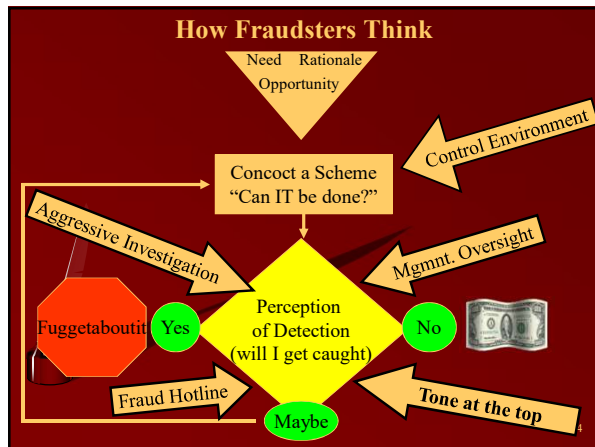 How Fraudsters Think
Need Rationale
Opportunity
Control Environment
Concoct a Scheme
“Can IT be done?”
Aggressive Investigation
Mgmnt. Oversight
Fuggetaboutit
Yes
Perception
of Detection
(will I get caught)
No
100
Fraud Hotline
Tone at the top
Maybe
4